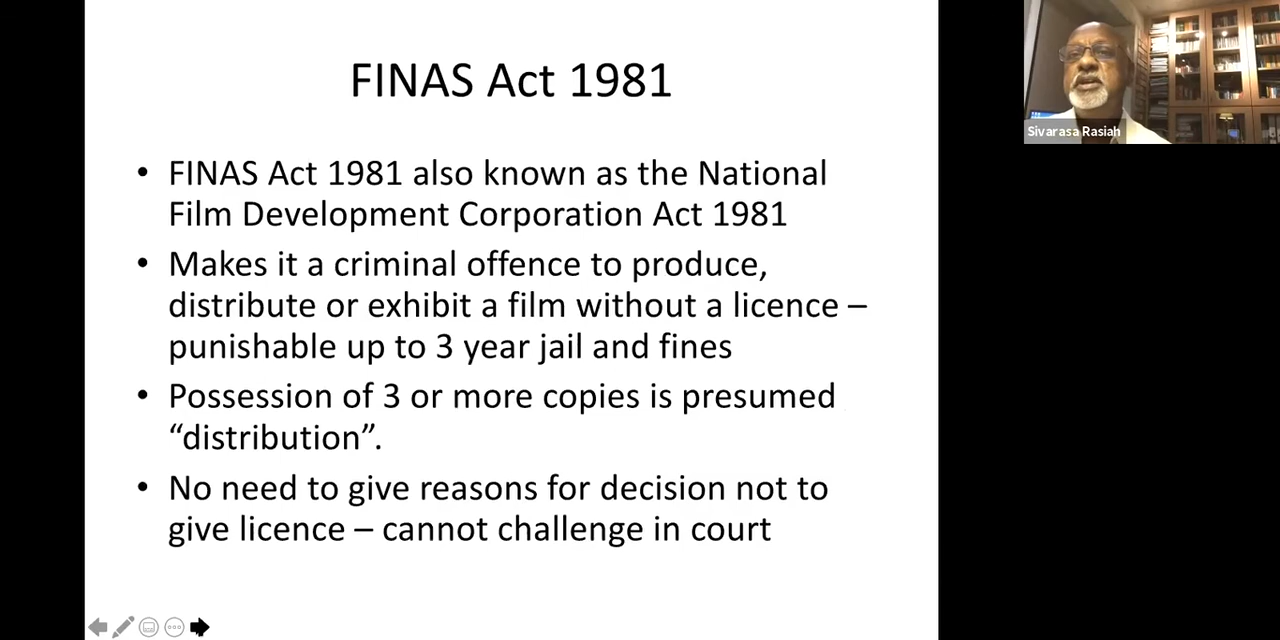 FINAS Act 1981
• FINAS Act 1981 also known as the National
Film Development Corporation Act 1981
• Makes it a criminal offence to produce,
distribute or exhibit a film without a licence –
punishable up to 3 year jail and fines
• Possession of 3 or more copies is presumed
“distribution”.
• No need to give reasons for decision not to
give licence – cannot challenge in court
Sivarasa Rasiah